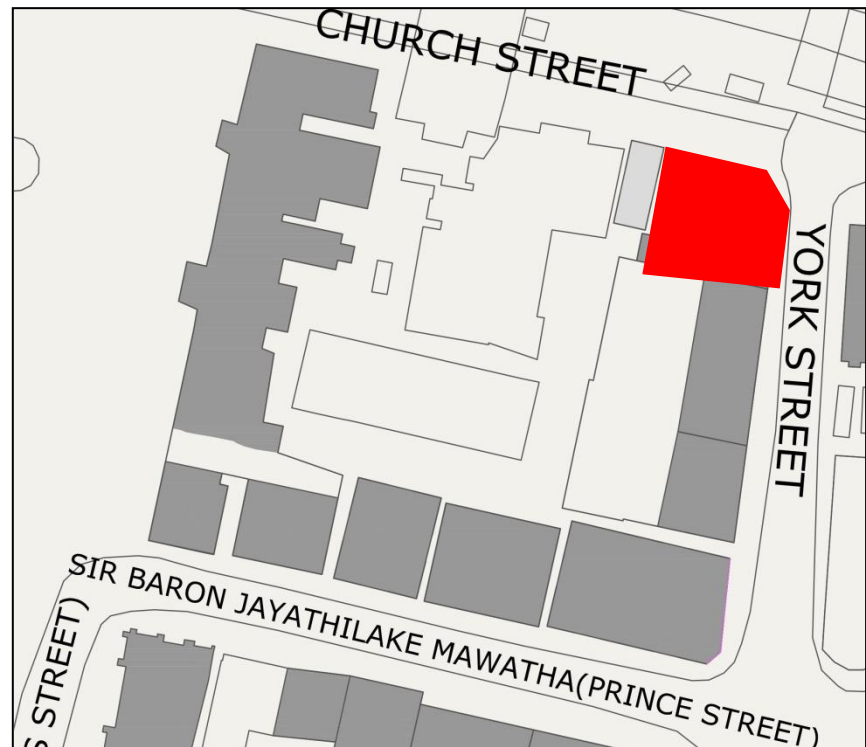 CHURCH STREET
YORK STREET
SIR BARON JAYATHILAKE MAWATHA(PRINCE STREET)
S STREET)